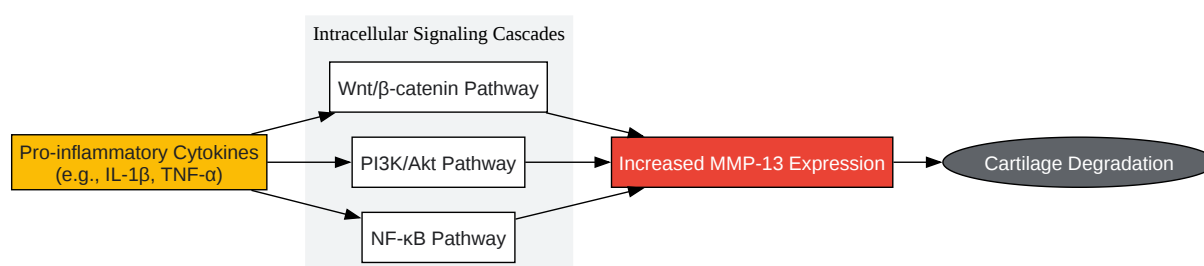 Intracellular Signaling Cascades
Wnt/β-catenin Pathway
Pro-inflammatory Cytokines
(e.g., IL-1β, TNF-α)
PI3K/Akt Pathway
Increased MMP-13 Expression
Cartilage Degradation
NF-κB Pathway